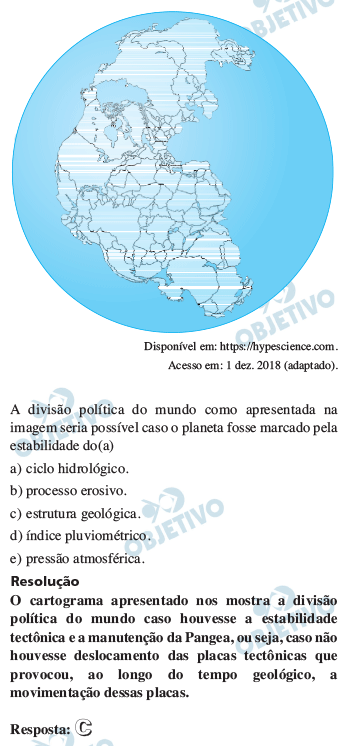 OBJETIVO
Disponível em: https://hypescience.com.
OBJETIVO
Acesso em: 1 dez. 2018 (adaptado).
A divisão política do mundo como apresentada na
imagem seria possível caso o planeta fosse marcado pela
estabilidade do(a)
a) ciclo hidrológico.
b) processo erosivo.
c) estrutura geológica.
OBJETIVO
d) índice pluviométrico.
e) pressão atmosférica.
Resolução
O cartograma apresentado nos mostra a divisão
política do mundo caso houvesse a estabilidade
tectônica e a manutenção da Pangea, ou seja, caso não
houvesse deslocamento das placas tectônicas que
provocou, ao longo do tempo geológico, a
movimentação dessas placas.
Resposta: C